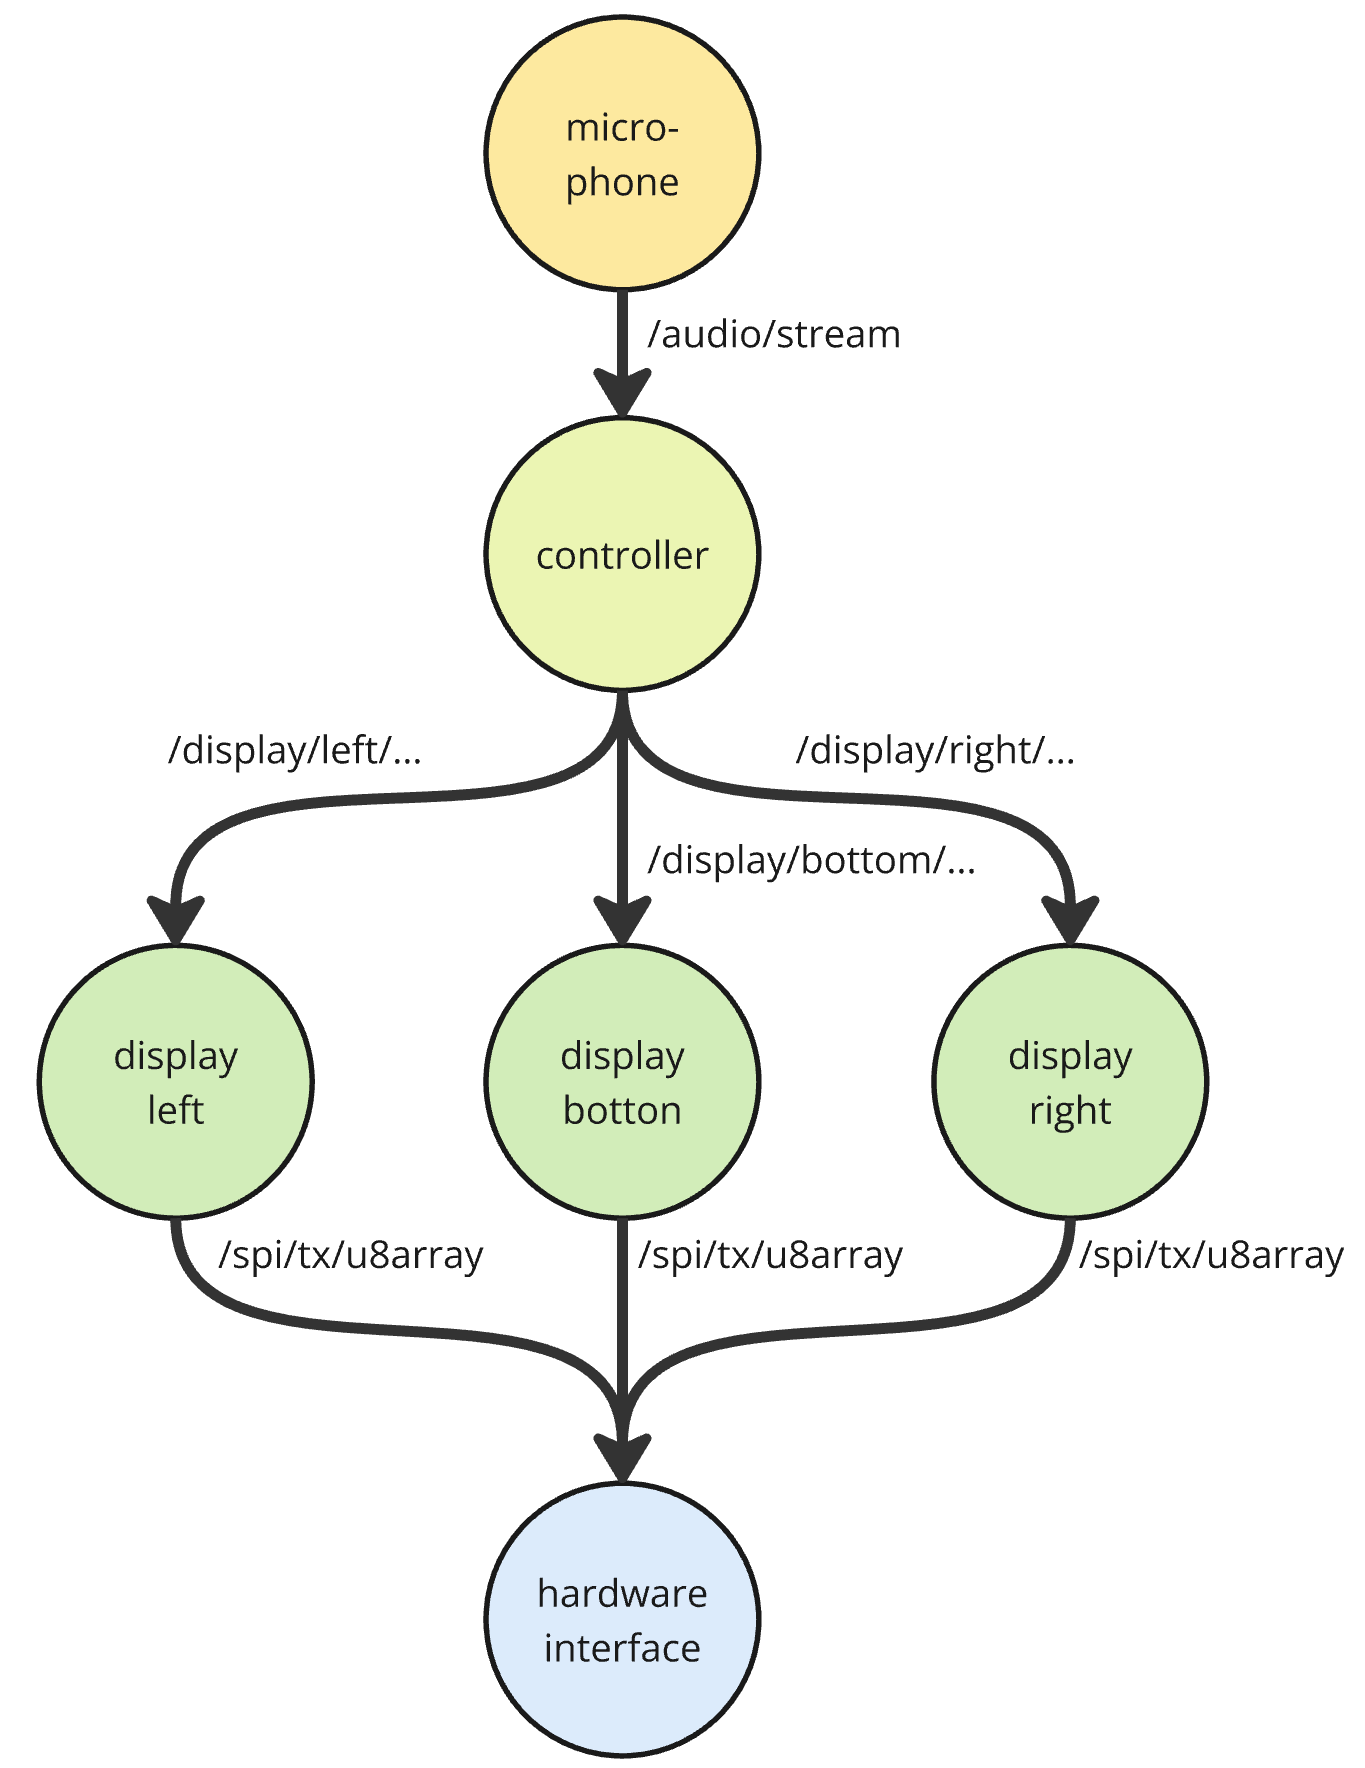 micro-
phone
/audio/stream
controller
/display/left/...
/display/right/...
/display/bottom/...
display
left
display
botton
display
right
/spi/tx/u8array
/spi/tx/u8array
/spi/tx/u8array
hardware
interface